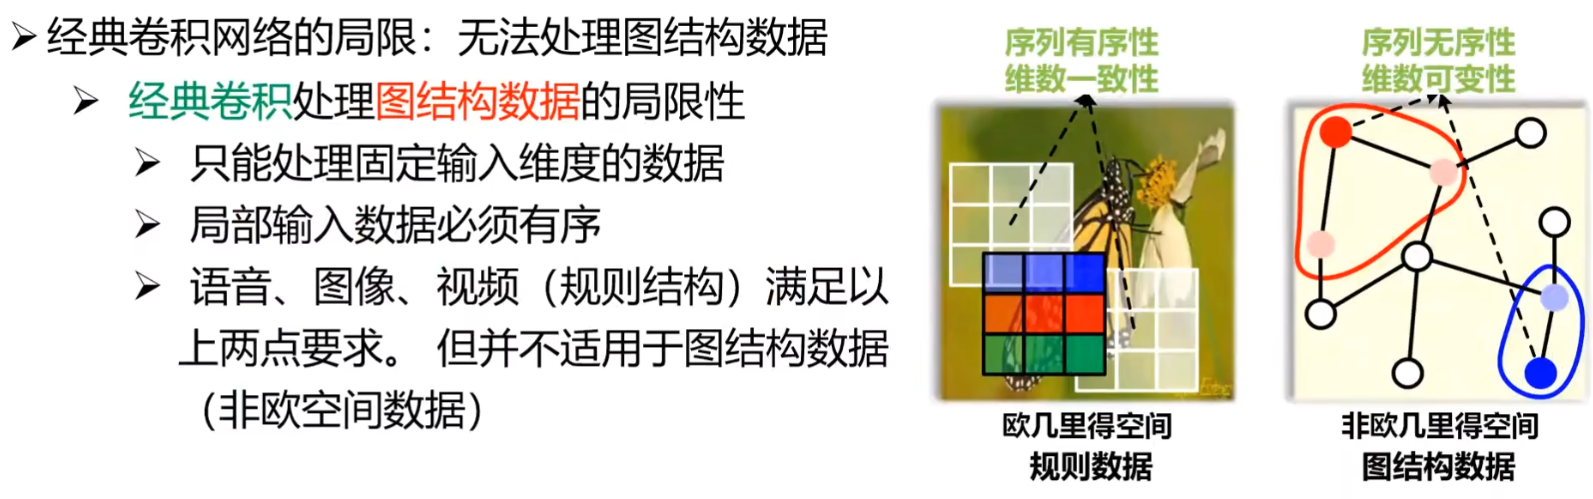 经典卷积网络的局限：无法处理图结构数据
经典卷积处理图结构数据的局限性
只能处理固定输入维度的数据
局部输入数据必须有序
语音、图像、视频（规则结构）满足以
上两点要求。 但并不适用于图结构数据
（非欧空间数据）
序列有序性
维数一致性
欧几里得空间
规则数据
序列无序性
维数可变性
非欧几里得空间
图结构数据